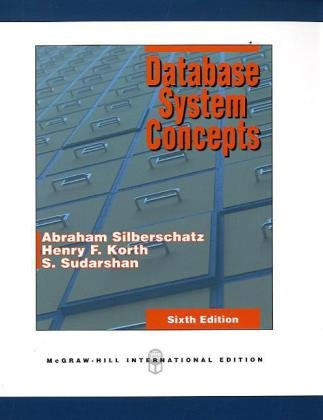 Database
System
Concepts
Abraham Silberschatz
Henry F. Korth
S. Sudarshan
Sixth Edition
McGRAW-HILL INTERNATIONAL EDITION